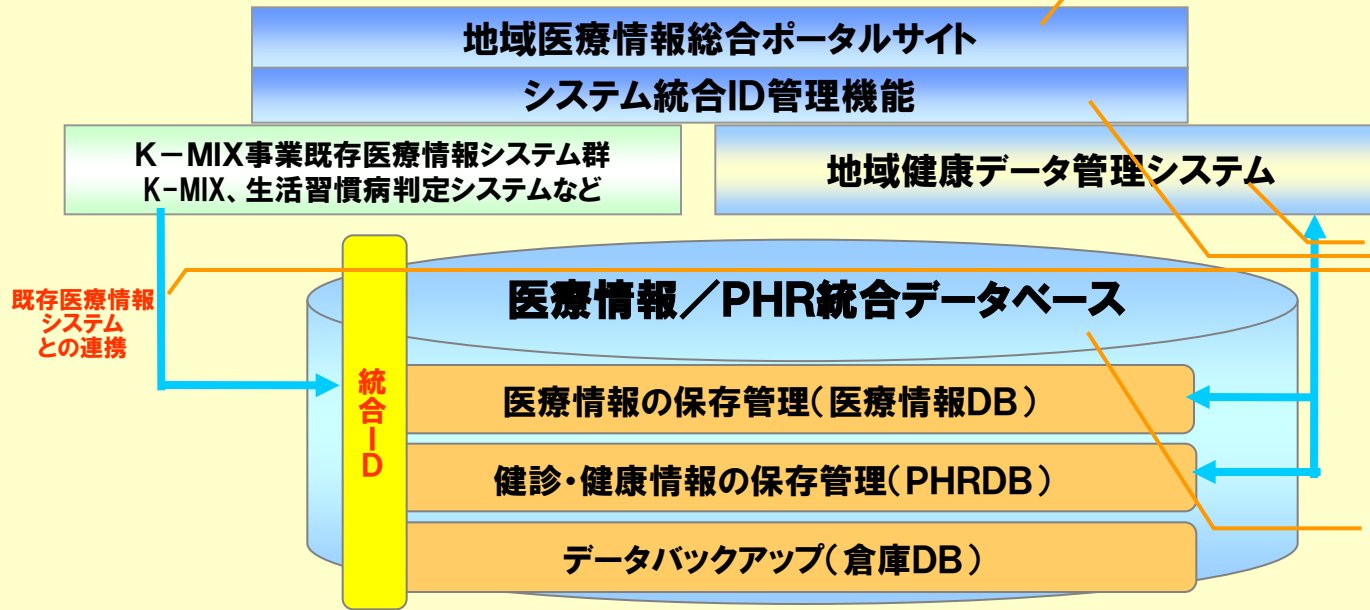 地域医療情報総合ポータルサイト
システム統合ID管理機能
K－MIX事業既存医療情報システム群
K-MIX、生活習慣病判定システムなど
地域健康データ管理システム
既存医療情報
システム
との連携
医療情報／PHR統合データベース
統合ID
医療情報の保存管理（医療情報DB）
健診・健康情報の保存管理（PHRDB）
データバックアップ（倉庫DB）